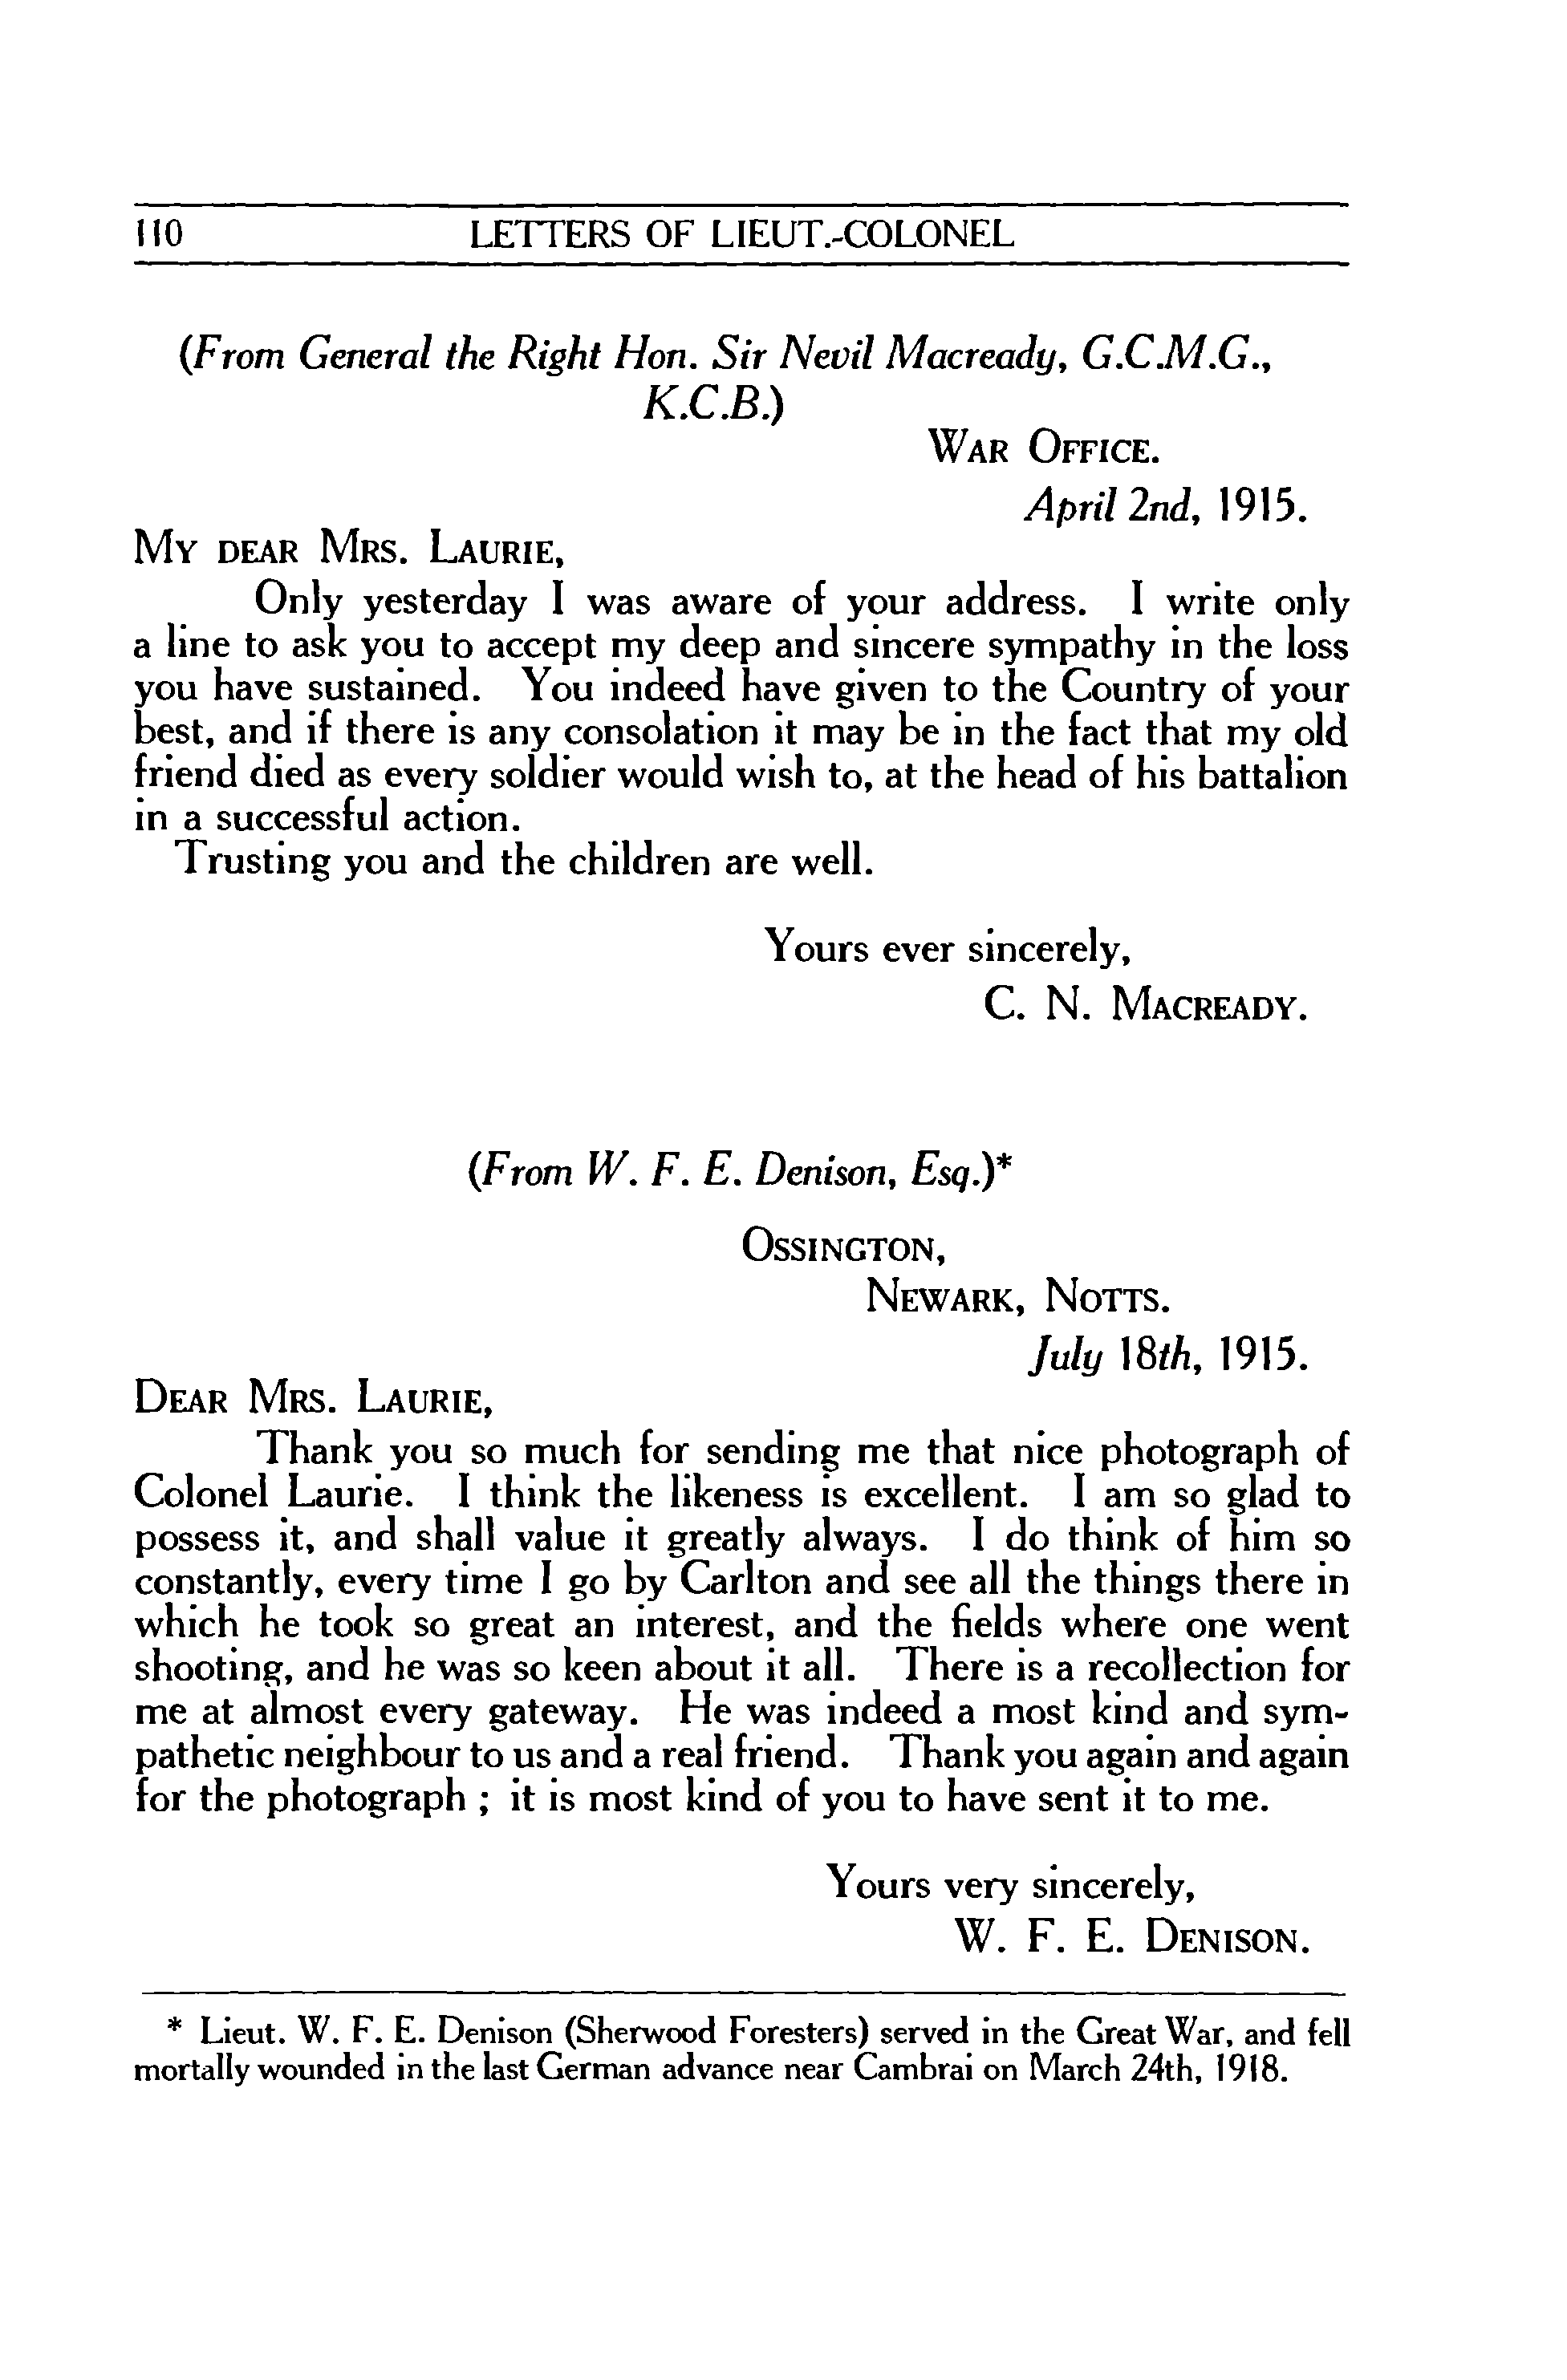 110 LETTERS OF LIEUT.-COLONEL
(From General the Right Hon. Sir Nevil Macready, G.C.M.G.,
K.C.B.)
WAR OFFICE.
April 2nd, 1915.
MY DEAR MRS. LAURIE,
Only yesterday I was aware of your address. I write only
a line to ask you to accept my deep and sincere sympathy in the loss
you have sustained. You indeed have given to the Country of your
best, and if there is any consolation it may be in the fact that my old
friend died as every soldier would wish to, at the head of his battalion
in a successful action.
Trusting you and the children are well.
Yours ever sincerely,
C. N. MACREADY.
(From W. F. E. Denison, Esq.)*
OSSINGTON,
NEWARK, NOTTS.
July 18th, 1915.
DEAR MRS. LAURIE,
Thank you so much for sending me that nice photograph of
Colonel Laurie. I think the likeness is excellent. I am so glad to
possess it, and shall value it greatly always. I do think of him so
constantly, every time I go by Carlton and see all the things there in
which he took so great an interest, and the fields where one went
shooting, and he was so keen about it all. There is a recollection for
me at almost every gateway. He was indeed a most kind and sym-
pathetic neighbour to us and a real friend. Thank you again and again
for the photograph ; it is most kind of you to have sent it to me.
Yours very sincerely,
W. F. E. DENISON.
* Lieut. W. F. E. Denison (Sherwood Foresters) served in the Great War, and fell
mortally wounded in the last German advance near Cambrai on March 24th, 1918.